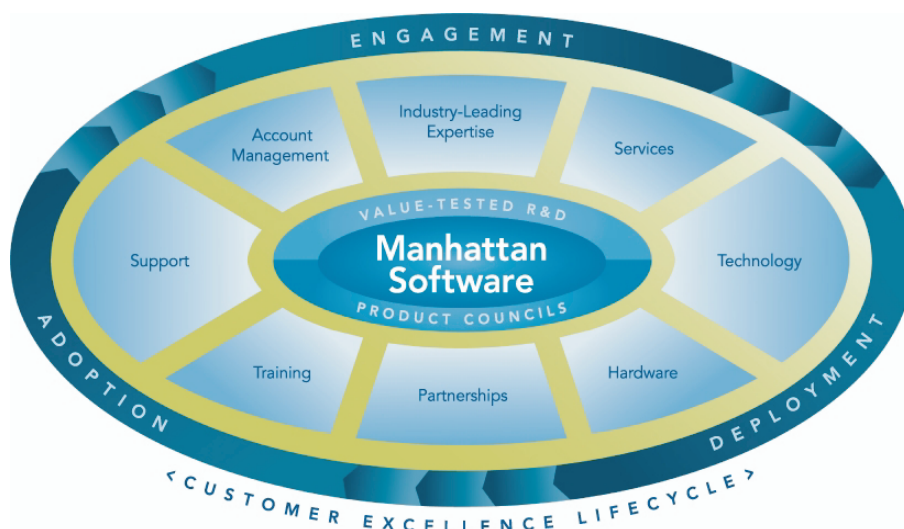 ENGAGEMENT
Industry-Leading
Expertise
Account
Management
Services
VALUE-TESTED R&D
Manhattan
Software
PRODUCT COUNCILS
Support
Technology
Training
Partnerships
Hardware
ADOPTION
DEPLOYMENT
<CUSTOMER EXCELLENCE LIFECYCLE>